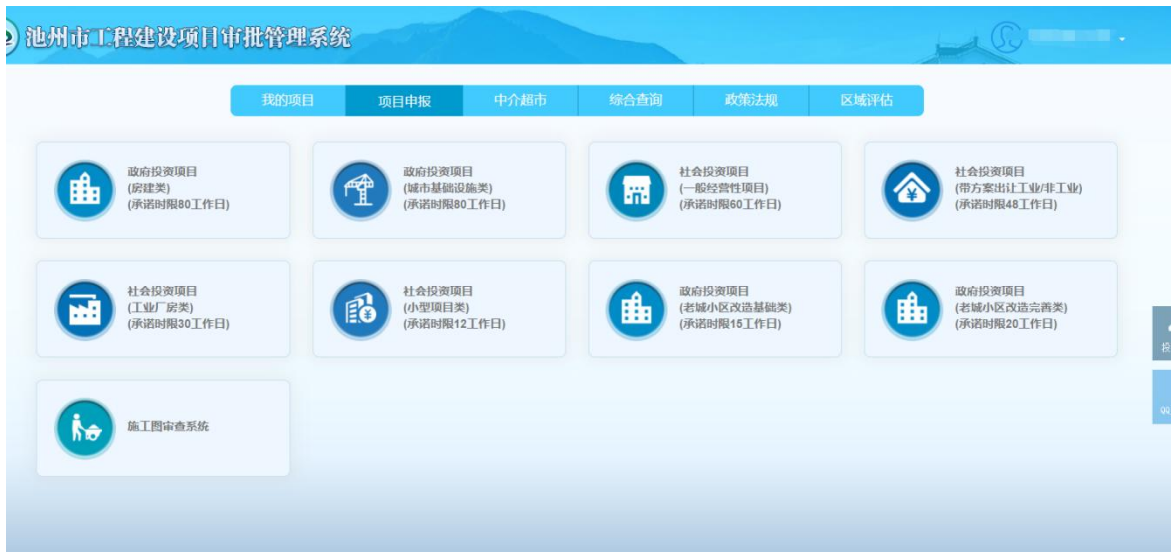 池州市工程建设项目审批管理系统
我的项目 项目申报 中介超市 综合查询 政策法规 区域评估
政府投资项目
(房建类)
(承诺时限80工作日)
政府投资项目
(城市基础设施类)
(承诺时限80工作日)
社会投资项目
(一般经营性项目)
(承诺时限60工作日)
社会投资项目
(带方案出让工业/非工业)
(承诺时限48工作日)
社会投资项目
(工业厂房类)
(承诺时限30工作日)
社会投资项目
(小型项目类)
(承诺时限12工作日)
政府投资项目
(老城小区改造基础类)
(承诺时限15工作日)
政府投资项目
(老城小区改造完善类)
(承诺时限20工作日)
投
QQ
施工图审查系统